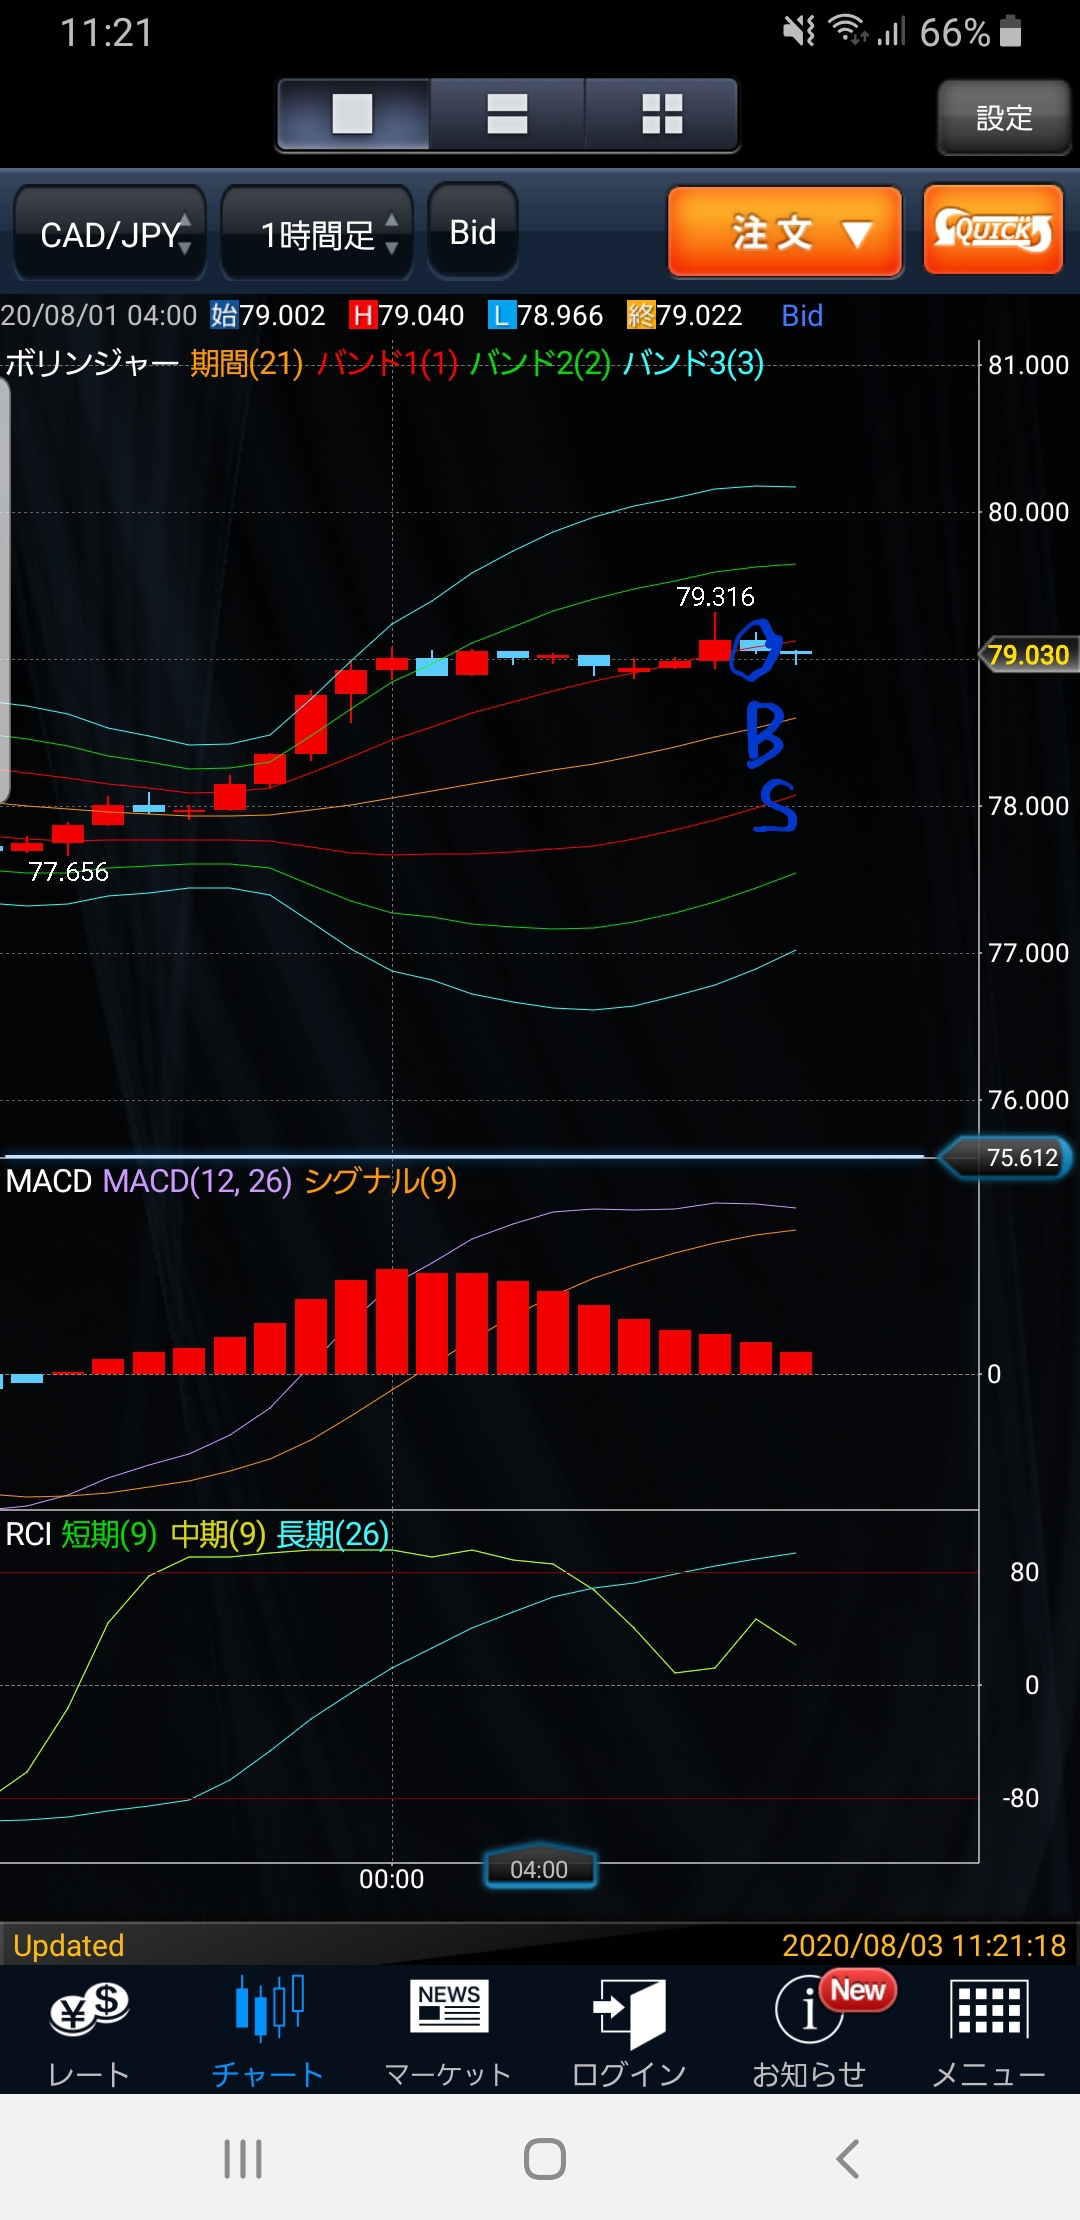 11:21 66%
設定
CAD/JPY 1時間足 Bid 注文 ▼ QUICK
20/08/01 04:00 始79.002 H79.040 L78.966 終79.022 Bid
ボリンジャー 期間(21) バンド1(1) バンド2(2) バンド3(3)
81.000
80.000
79.316
79.030
B
S
78.000
77.656
77.000
76.000
75.612
MACD MACD(12, 26) シグナル(9)
0
RCI 短期(9) 中期(9) 長期(26)
80
0
-80
00:00 04:00
Updated 2020/08/03 11:21:18
¥ $ NEWS i New
レート チャート マーケット ログイン お知らせ メニュー